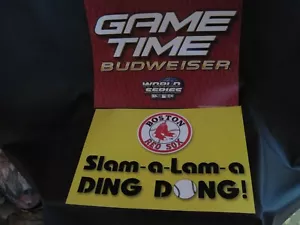 GAME
TIME
BUDWEISER
WORLD
SERIES
BOSTON
RED SOX
Slam-a-Lam-a
DING DONG!